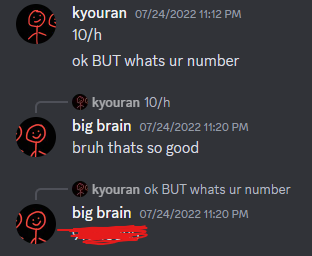 kyouran 07/24/2022 11:12 PM
10/h
ok BUT whats ur number
kyouran 10/h
big brain 07/24/2022 11:20 PM
bruh thats so good
kyouran ok BUT whats ur number
big brain 07/24/2022 11:20 PM